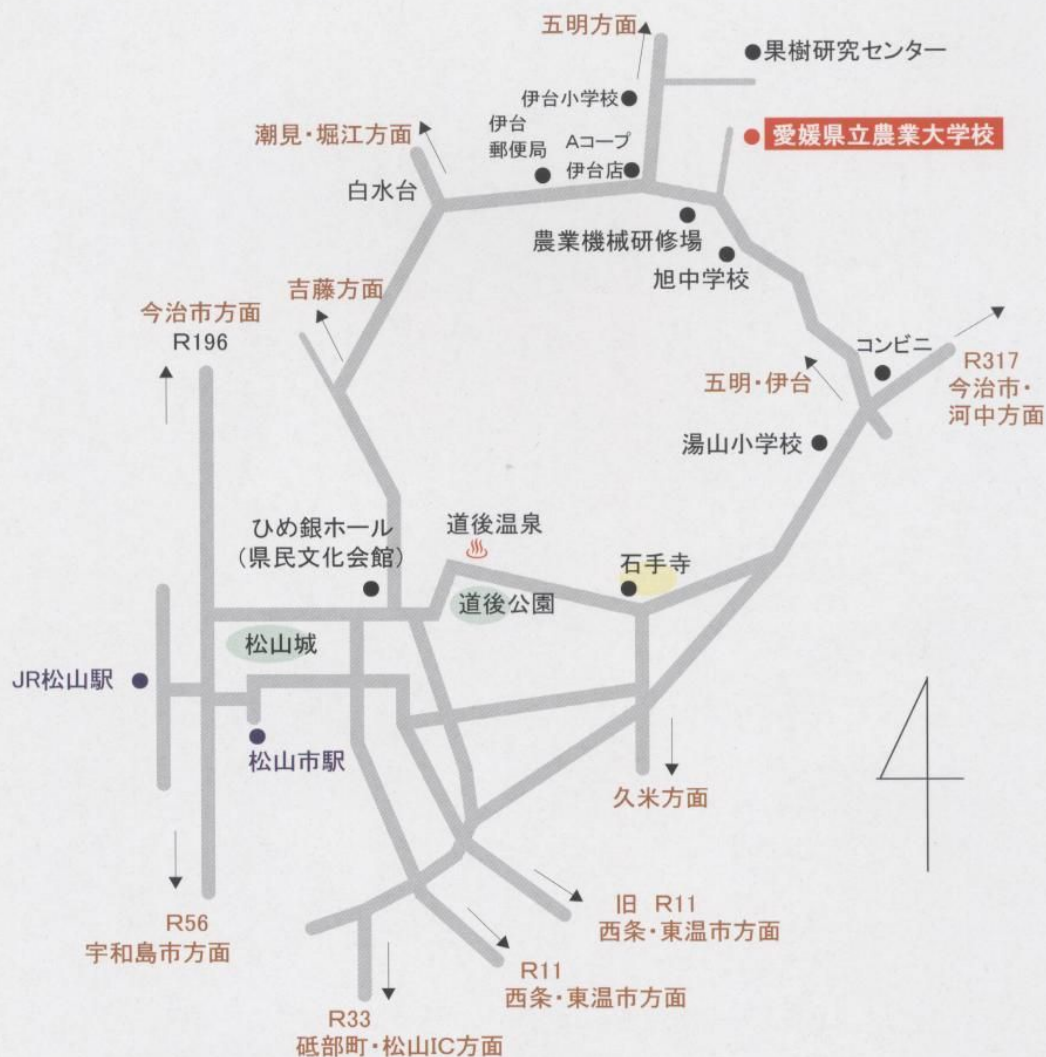 五明方面
果樹研究センター
伊台小学校
愛媛県立農業大学校
潮見・堀江方面
伊台
郵便局
Aコープ
伊台店
白水台
農業機械研修場
旭中学校
吉藤方面
今治市方面
R196
コンビニ
R317
今治市・
河中方面
五明・伊台
湯山小学校
ひめ銀ホール
(県民文化会館)
道後温泉
石手寺
道後公園
松山城
JR松山駅
松山市駅
久米方面
旧 R11
西条・東温市方面
R56
宇和島市方面
R11
西条・東温市方面
R33
砥部町・松山IC方面